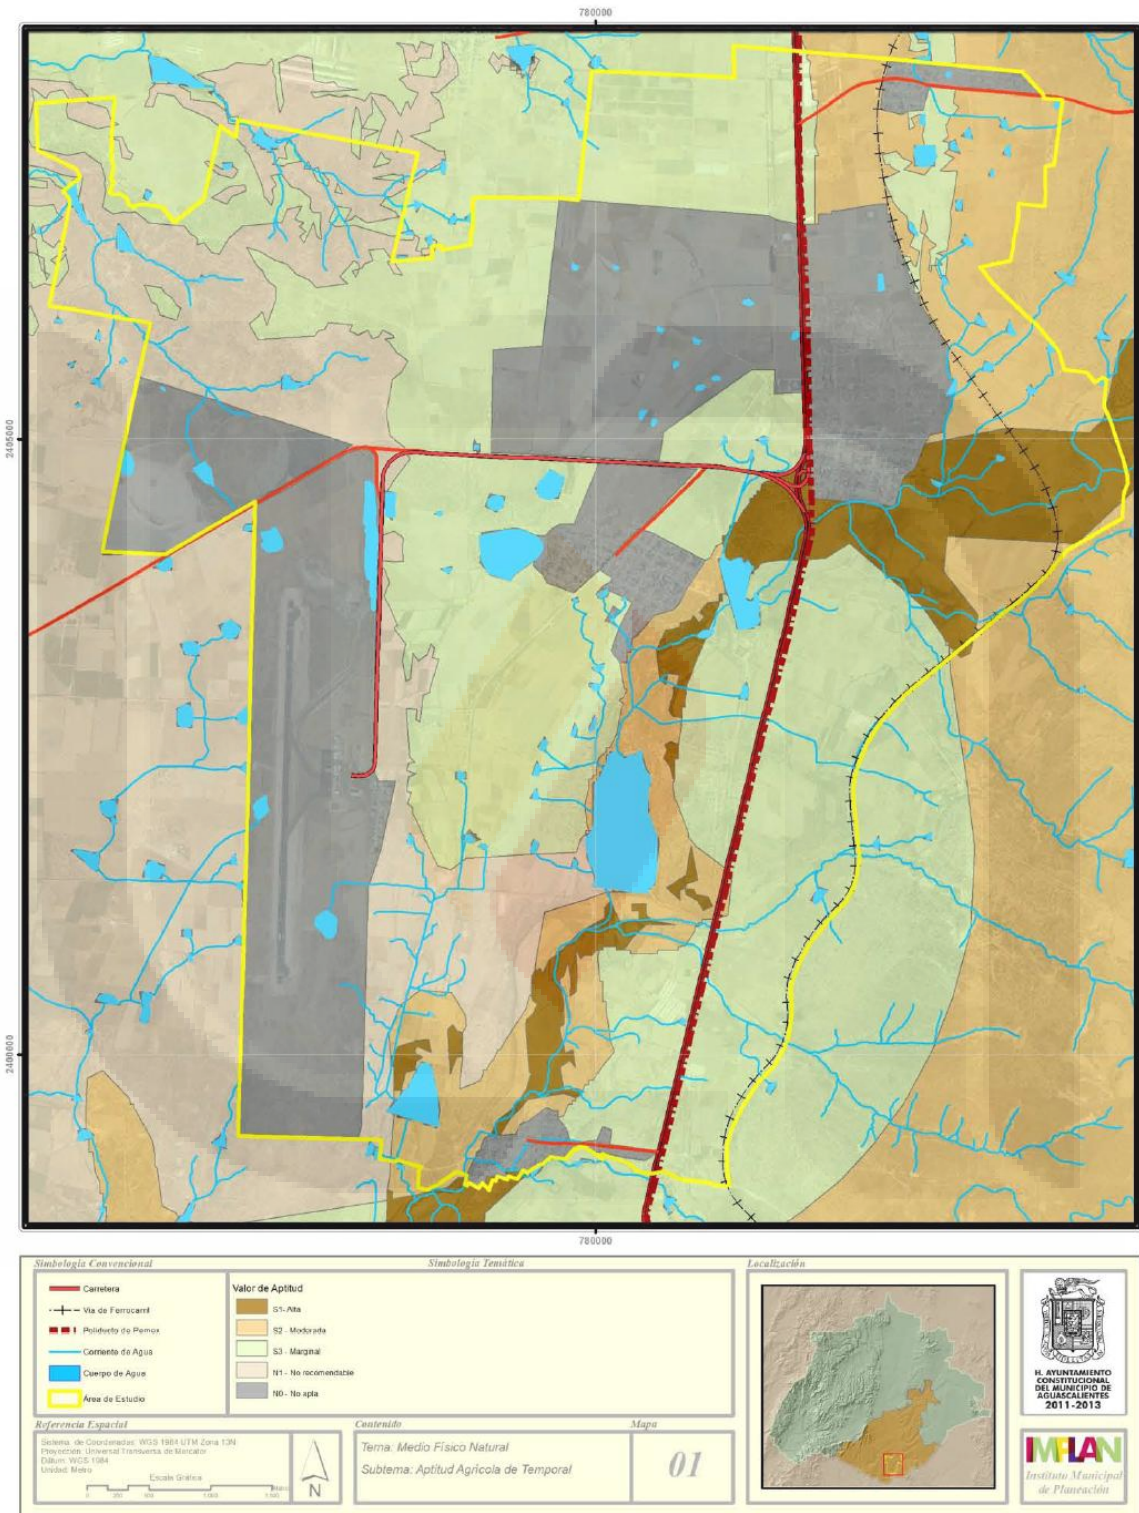 780000
2405000
2400000
780000
Simbología Convencional
Simbología Temática
Localización
Carretera
Vía de Ferrocarril
Poliducto de Pemex
Corriente de Agua
Cuerpo de Agua
Área de Estudio
Valor de Aptitud
S1- Alta
S2 - Moderada
S3 - Marginal
N1 - No recomendable
N0 - No apta
H. AYUNTAMIENTO
CONSTITUCIONAL
DEL MUNICIPIO DE
AGUASCALIENTES
2011-2013
Referencia Espacial
Sistema de Coordenadas: WGS 1984 UTM Zona 13N
Proyección: Universal Transversa de Mercator
Datum: WGS 1984
Unidad: Metro
Escala Gráfica
N
Contenido
Tema: Medio Físico Natural
Subtema: Aptitud Agrícola de Temporal
Mapa
01
IMPLAN
Instituto Municipal
de Planeación